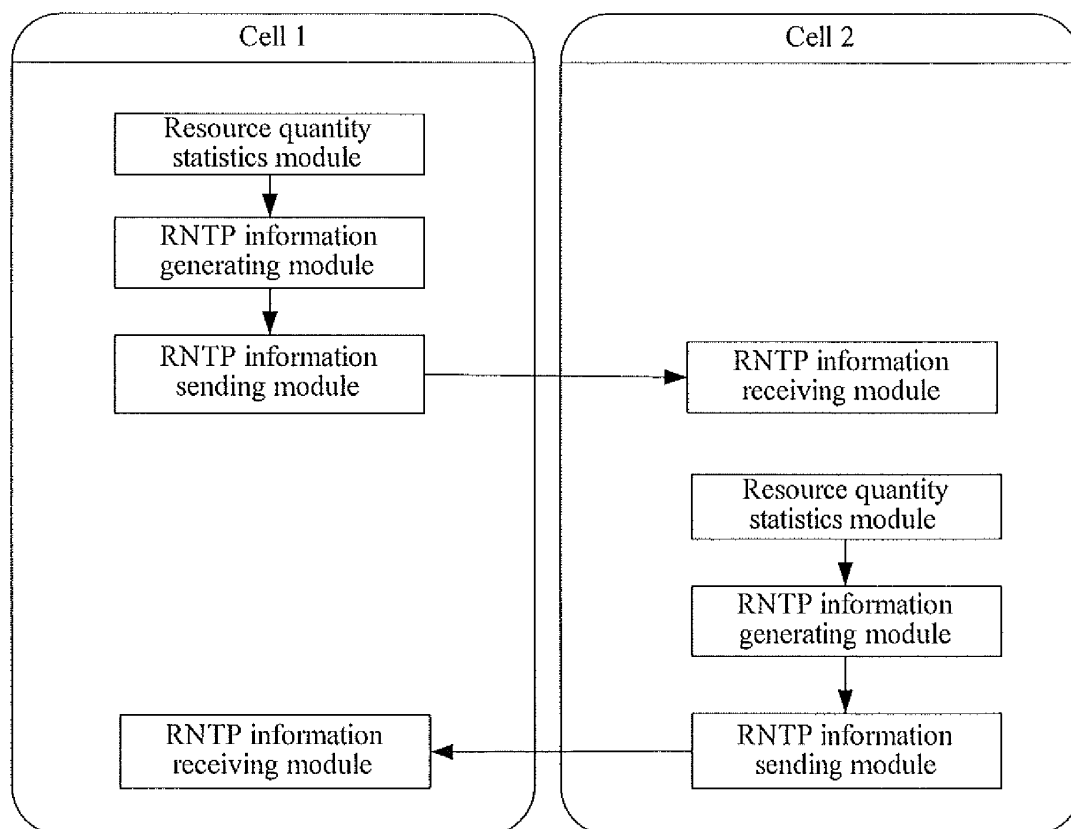 Cell 1
Resource quantity
statistics module
RNTP information
generating module
RNTP information
sending module
RNTP information
receiving module
Cell 2
RNTP information
receiving module
Resource quantity
statistics module
RNTP information
generating module
RNTP information
sending module